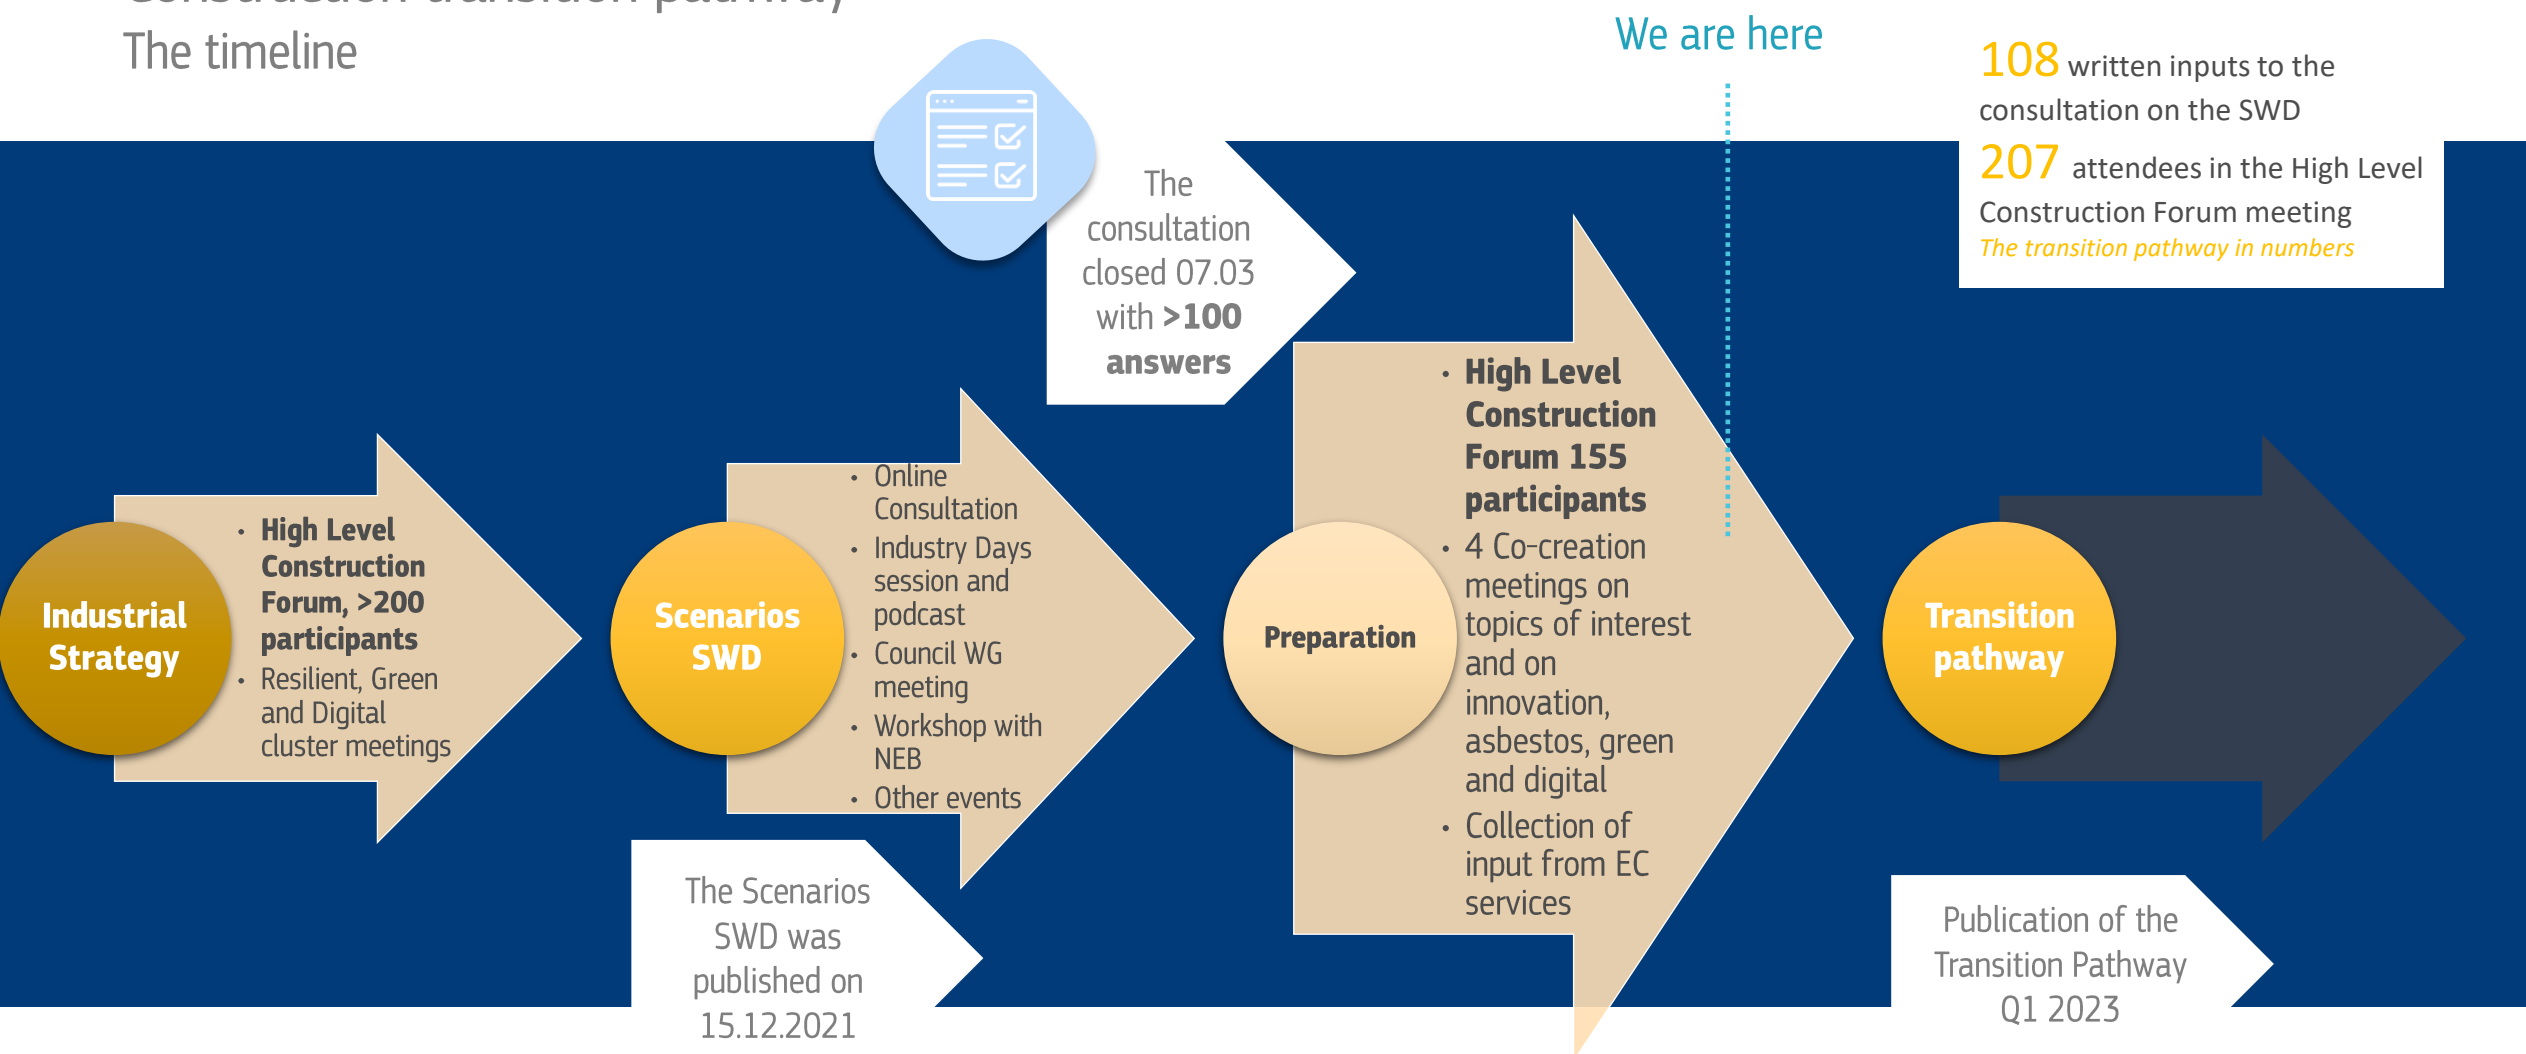 Construction transition pathway
The timeline
We are here
108 written inputs to the
consultation on the SWD
207 attendees in the High Level
Construction Forum meeting
The transition pathway in numbers
The
consultation
closed 07.03
with >100
answers
Industrial
Strategy
• High Level
Construction
Forum, >200
participants
• Resilient, Green
and Digital
cluster meetings
Scenarios
SWD
• Online
Consultation
• Industry Days
session and
podcast
• Council WG
meeting
• Workshop with
NEB
• Other events
The Scenarios
SWD was
published on
15.12.2021
Preparation
• High Level
Construction
Forum 155
participants
• 4 Co-creation
meetings on
topics of interest
and on
innovation,
asbestos, green
and digital
• Collection of
input from EC
services
Transition
pathway
Publication of the
Transition Pathway
Q1 2023